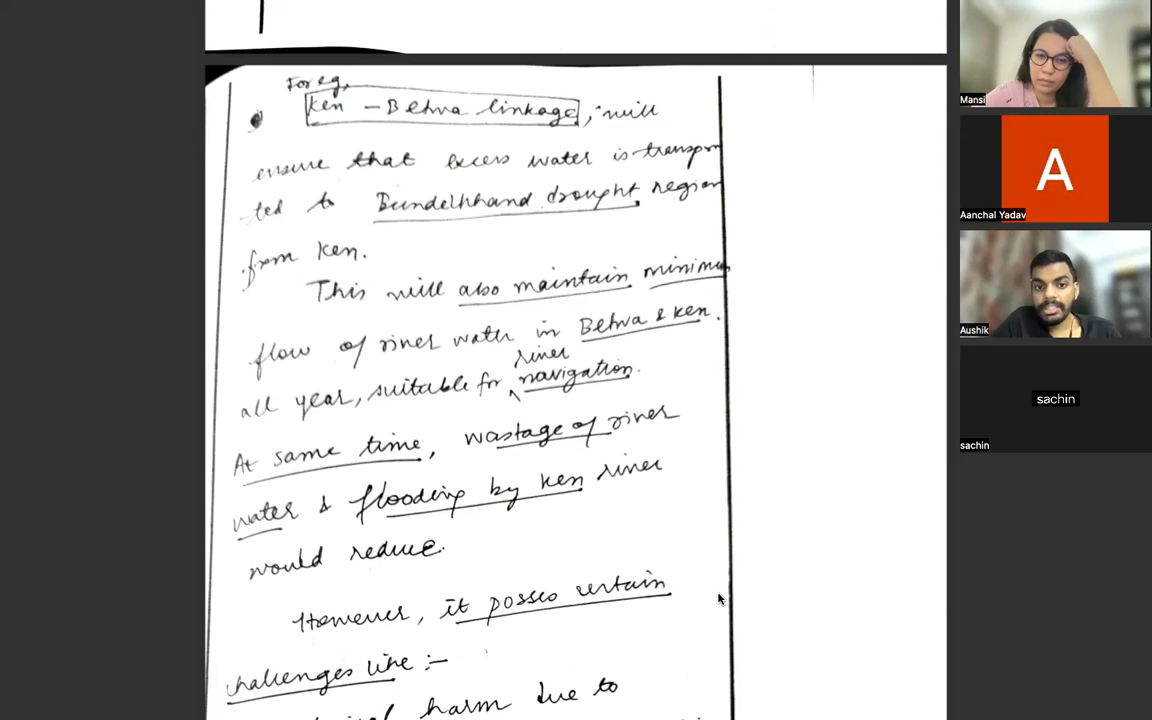 For eg,
Ken - Betwa linkage, will
ensure that excess water is transpor
ted to Bundelkhand drought region
from Ken.
This will also maintain minimum
flow of river water in Betwa & Ken.
river
all year, suitable for ^ navigation.
At same time, wastage of river
water & flooding by Ken river
would reduce.
However, it posses certain
challenges like :-
harm due to
Mansi
A
Aanchal Yadav
Aushik
sachin
sachin